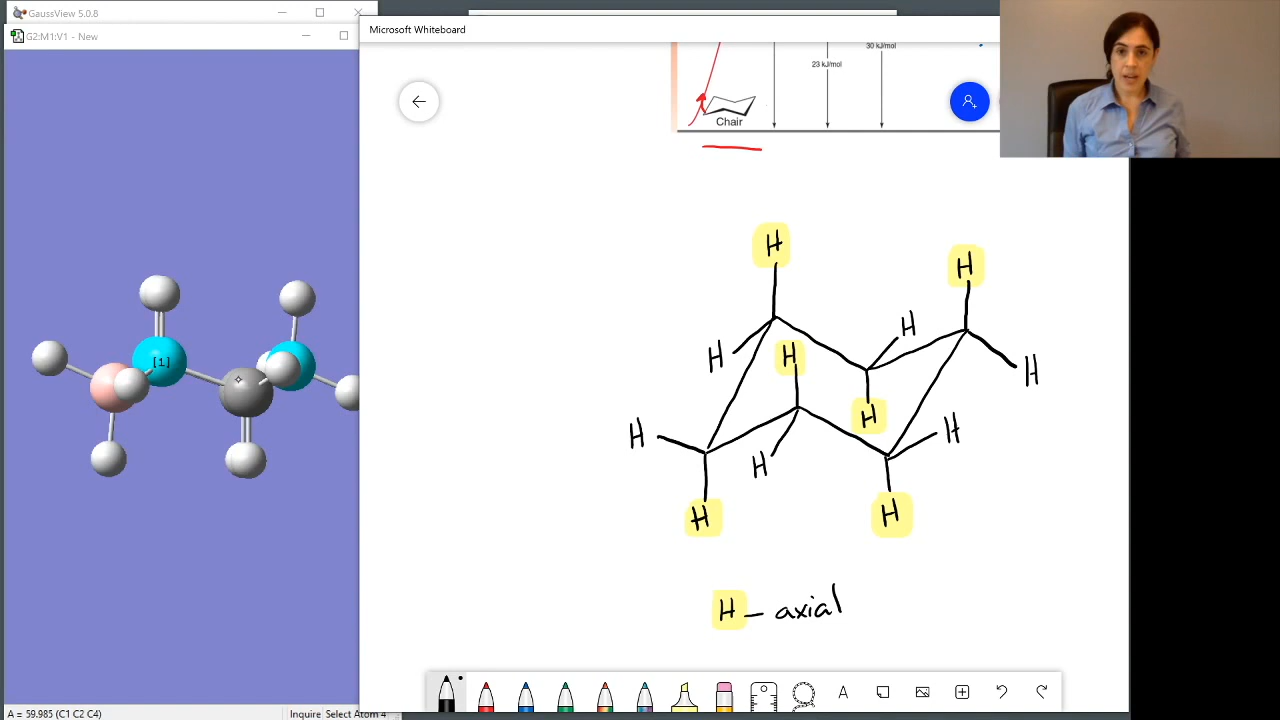 GaussView 5.0.8
G2:M1:V1 - New
Microsoft Whiteboard
30 kJ/mol
23 kJ/mol
Chair
H
H
H
H
H
H
H
H
H
H
H
H
H – axial
[1]
A
A = 59.985 (C1 C2 C4)
Inquire Select Atom 4